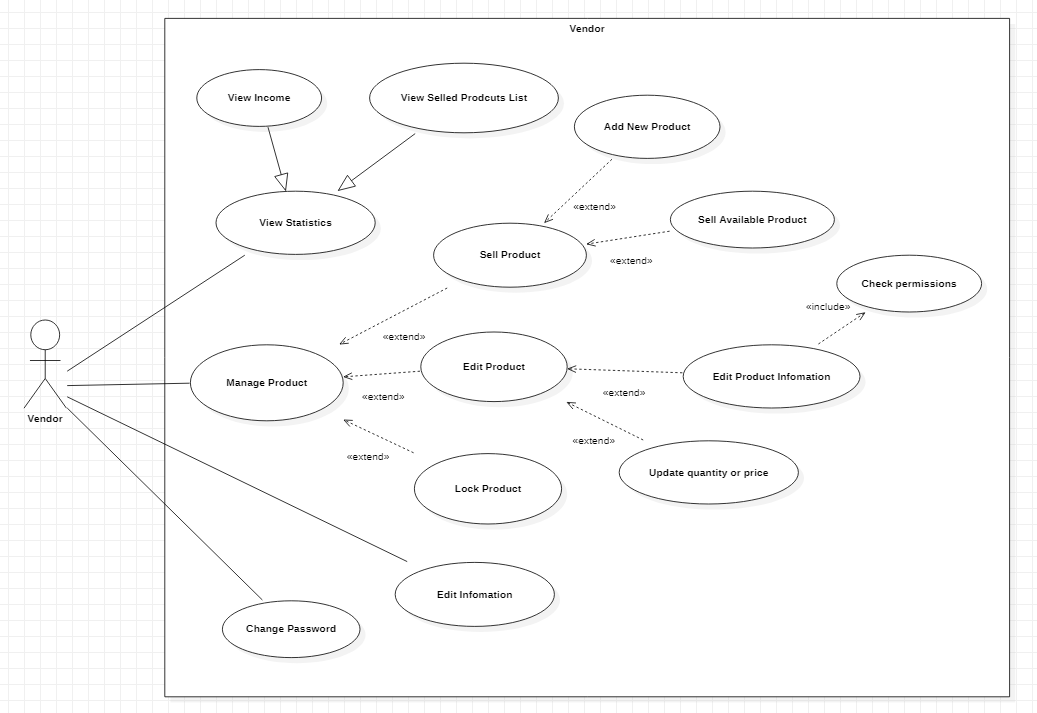 Vendor
View Income
View Selled Prodcuts List
Add New Product
«extend»
View Statistics
Sell Available Product
Sell Product
«extend»
Check permissions
«include»
«extend»
Edit Product
Edit Product Infomation
Manage Product
«extend»
«extend»
Vendor
«extend»
«extend»
Update quantity or price
Lock Product
Edit Infomation
Change Password